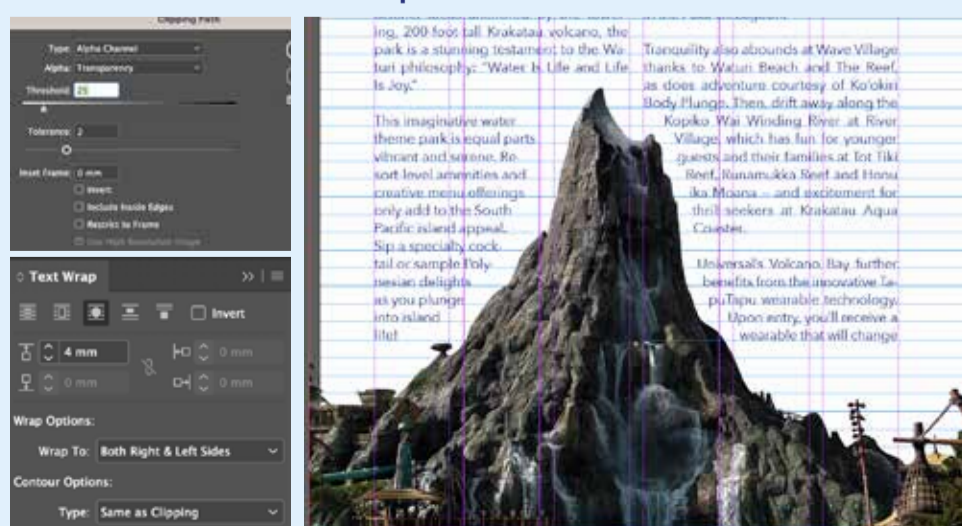 Clipping Path
Type: Alpha Channel
Alpha: Transparency
Threshold: 25
Tolerance: 2
Inset Frame: 0 mm
Invert
Include Inside Edges
Restrict to Frame
Use High Resolution Image
Text Wrap
Invert
4 mm
0 mm
0 mm
0 mm
Wrap Options:
Wrap To: Both Right & Left Sides
Contour Options:
Type: Same as Clipping
ing, 200-foot tall Krakatau volcano, the
park is a stunning testament to the Wa-
turi philosophy: "Water Is Life and Life
Is Joy."
This imaginative water
theme park is equal parts
vibrant and serene. Re-
sort level amenities and
creative menu offerings
only add to the South
Pacific island appeal.
Sip a specialty cock-
tail or sample Poly-
nesian delights
as you plunge
into island
life!
Tranquility also abounds at Wave Village
thanks to Waturi Beach and The Reef,
as does adventure courtesy of Ko'okiri
Body Plunge. Then, drift away along the
Kopiko Wai Winding River at River
Village, which has fun for younger
guests and their families at Tot Tiki
Reef, Runamukka Reef and Honu
ika Moana – and excitement for
thrill seekers at Krakatau Aqua
Coaster.
Universal's Volcano Bay further
benefits from the innovative Ta-
puTapu wearable technology.
Upon entry, you'll receive a
wearable that will change